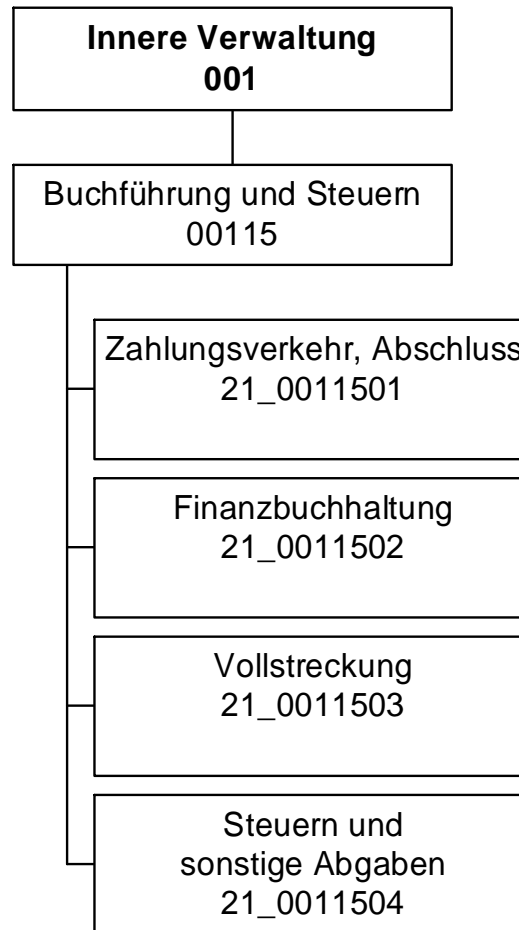 Innere Verwaltung
001
Buchführung und Steuern
00115
Zahlungsverkehr, Abschluss
21_0011501
Finanzbuchhaltung
21_0011502
Vollstreckung
21_0011503
Steuern und
sonstige Abgaben
21_0011504